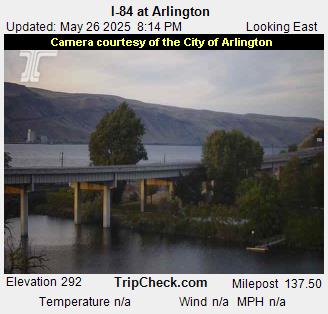 I-84 at Arlington
Updated: May 26 2025 8:14 PM Looking East
Camera courtesy of the City of Arlington
Elevation 292 TripCheck.com Milepost 137.50
Temperature n/a Wind n/a MPH n/a